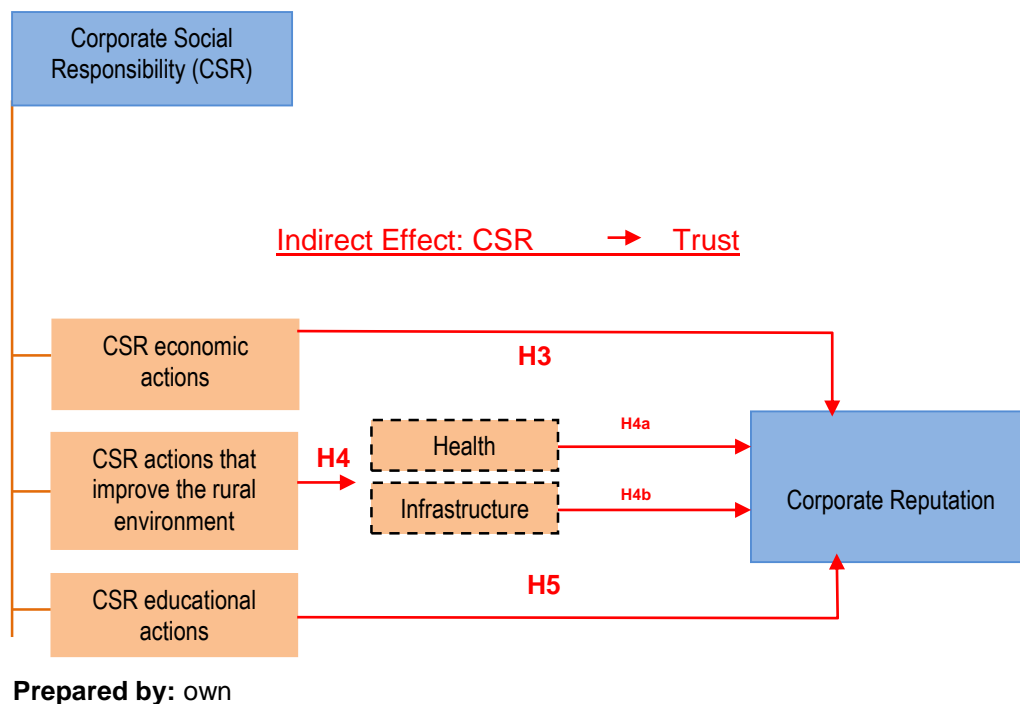 Corporate Social
Responsibility (CSR)
Indirect Effect: CSR → Trust
CSR economic
actions
H3
CSR actions that
improve the rural
environment
H4
Health
H4a
Infrastructure
H4b
Corporate Reputation
CSR educational
actions
H5
Prepared by: own